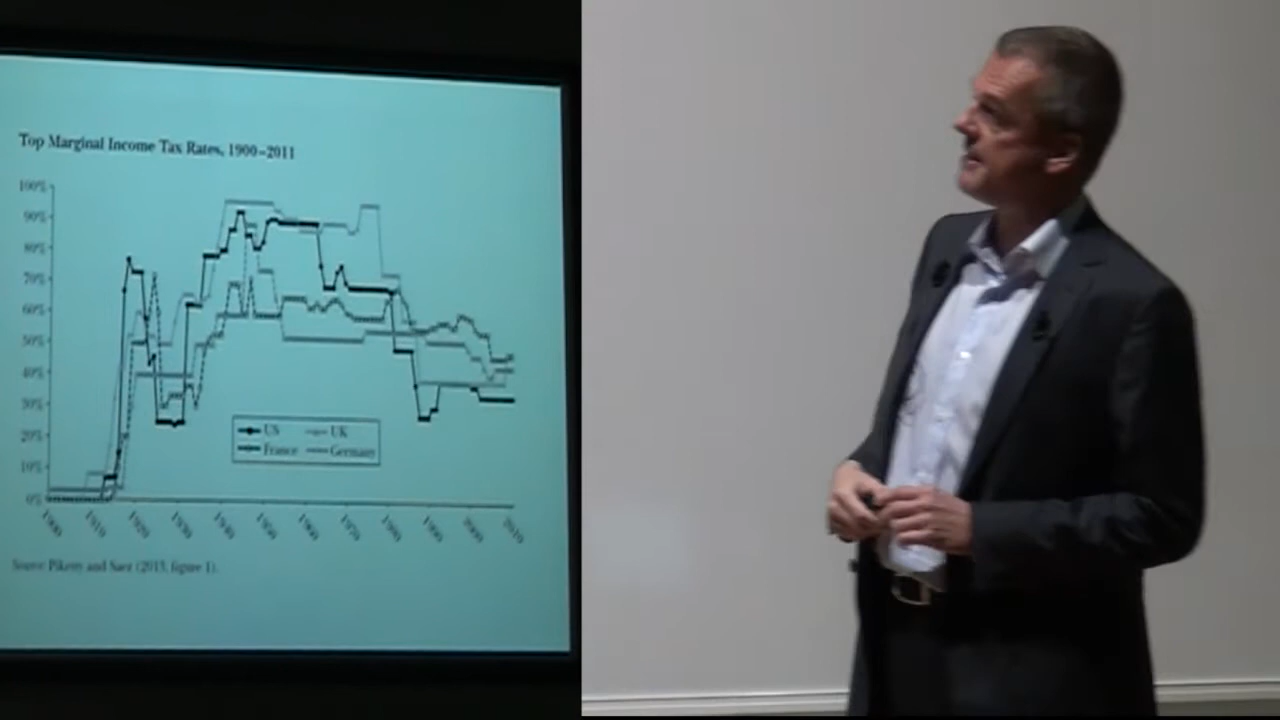 Top Marginal Income Tax Rates, 1900–2011
100%
90%
80%
70%
60%
50%
40%
30%
20%
10%
0%
US UK
France Germany
1900 1910 1920 1930 1940 1950 1960 1970 1980 1990 2000 2010
Source: Piketty and Saez (2013, figure 1).